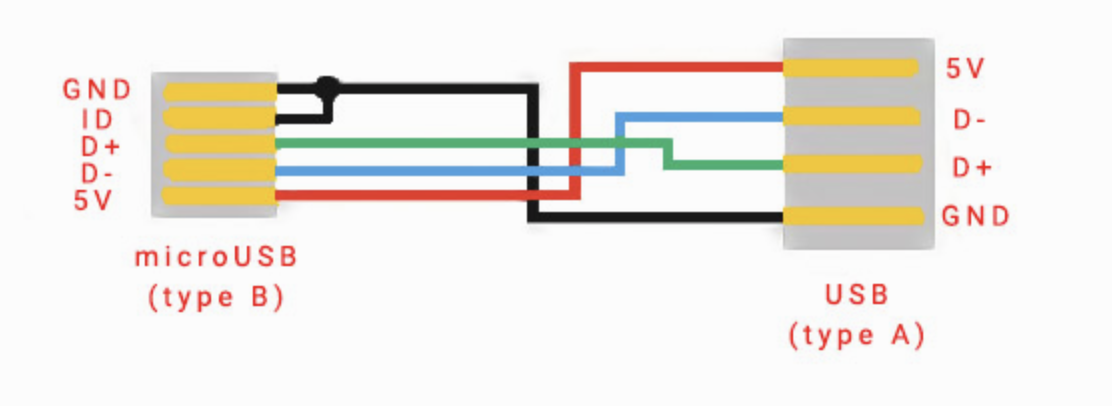 GND
ID
D+
D-
5V
microUSB
(type B)
5V
D-
D+
GND
USB
(type A)